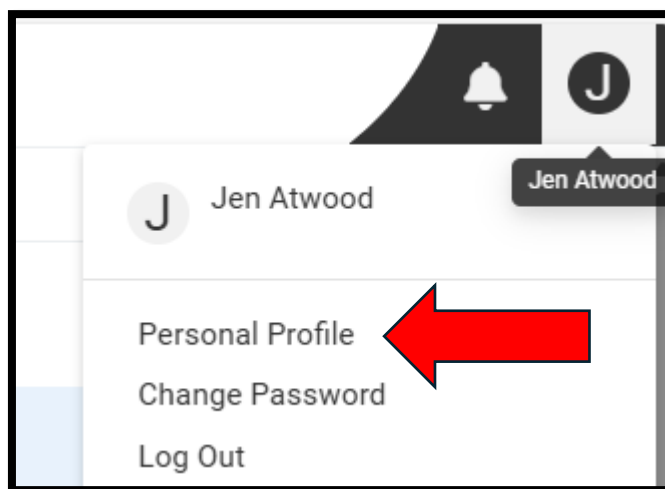 J
Jen Atwood
J Jen Atwood
Personal Profile
Change Password
Log Out